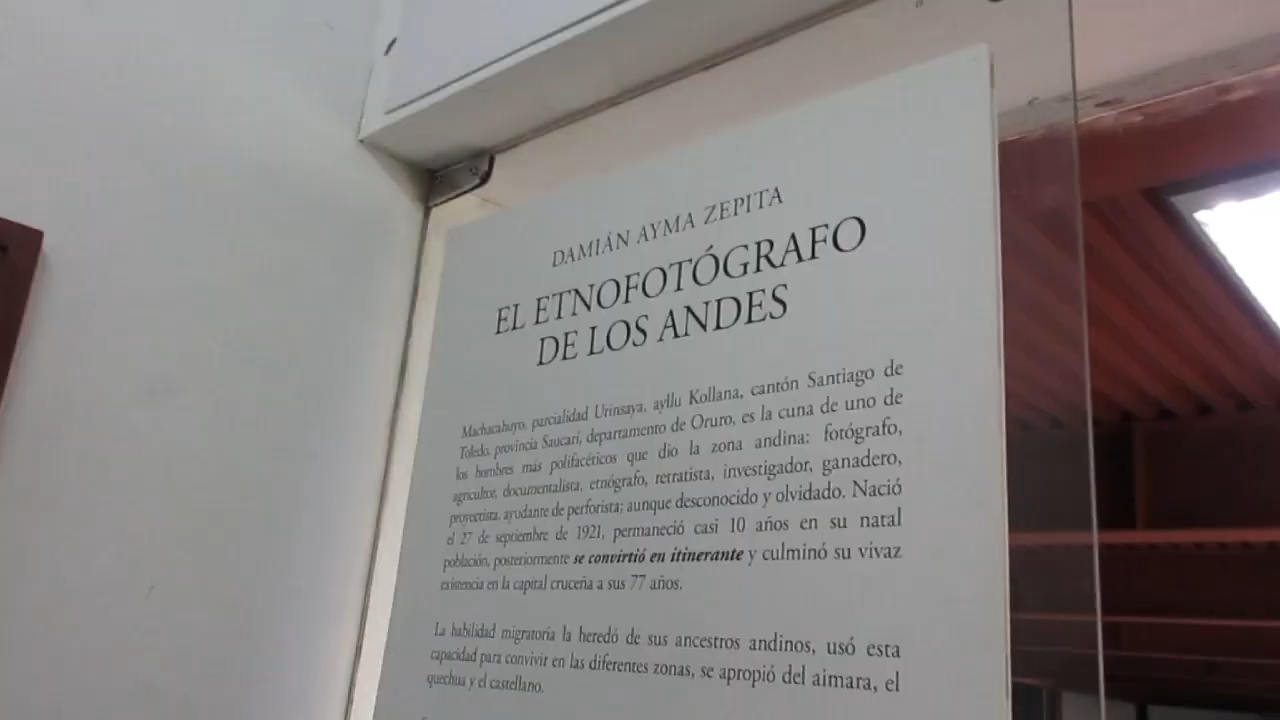 DAMIÁN AYMA ZEPITA
EL ETNOFOTÓGRAFO
DE LOS ANDES
Machacahuyo, parcialidad Urinsaya, ayllu Kollana, cantón Santiago de
Toledo, provincia Saucarí, departamento de Oruro, es la cuna de uno de
los hombres más polifacéticos que dio la zona andina: fotógrafo,
agricultor, documentalista, etnógrafo, retratista, investigador, ganadero,
proyectista, ayudante de perforista; aunque desconocido y olvidado. Nació
el 27 de septiembre de 1921, permaneció casi 10 años en su natal
población, posteriormente se convirtió en itinerante y culminó su vivaz
existencia en la capital cruceña a sus 77 años.
La habilidad migratoria la heredó de sus ancestros andinos, usó esta
capacidad para convivir en las diferentes zonas, se apropió del aimara, el
quechua y el castellano.